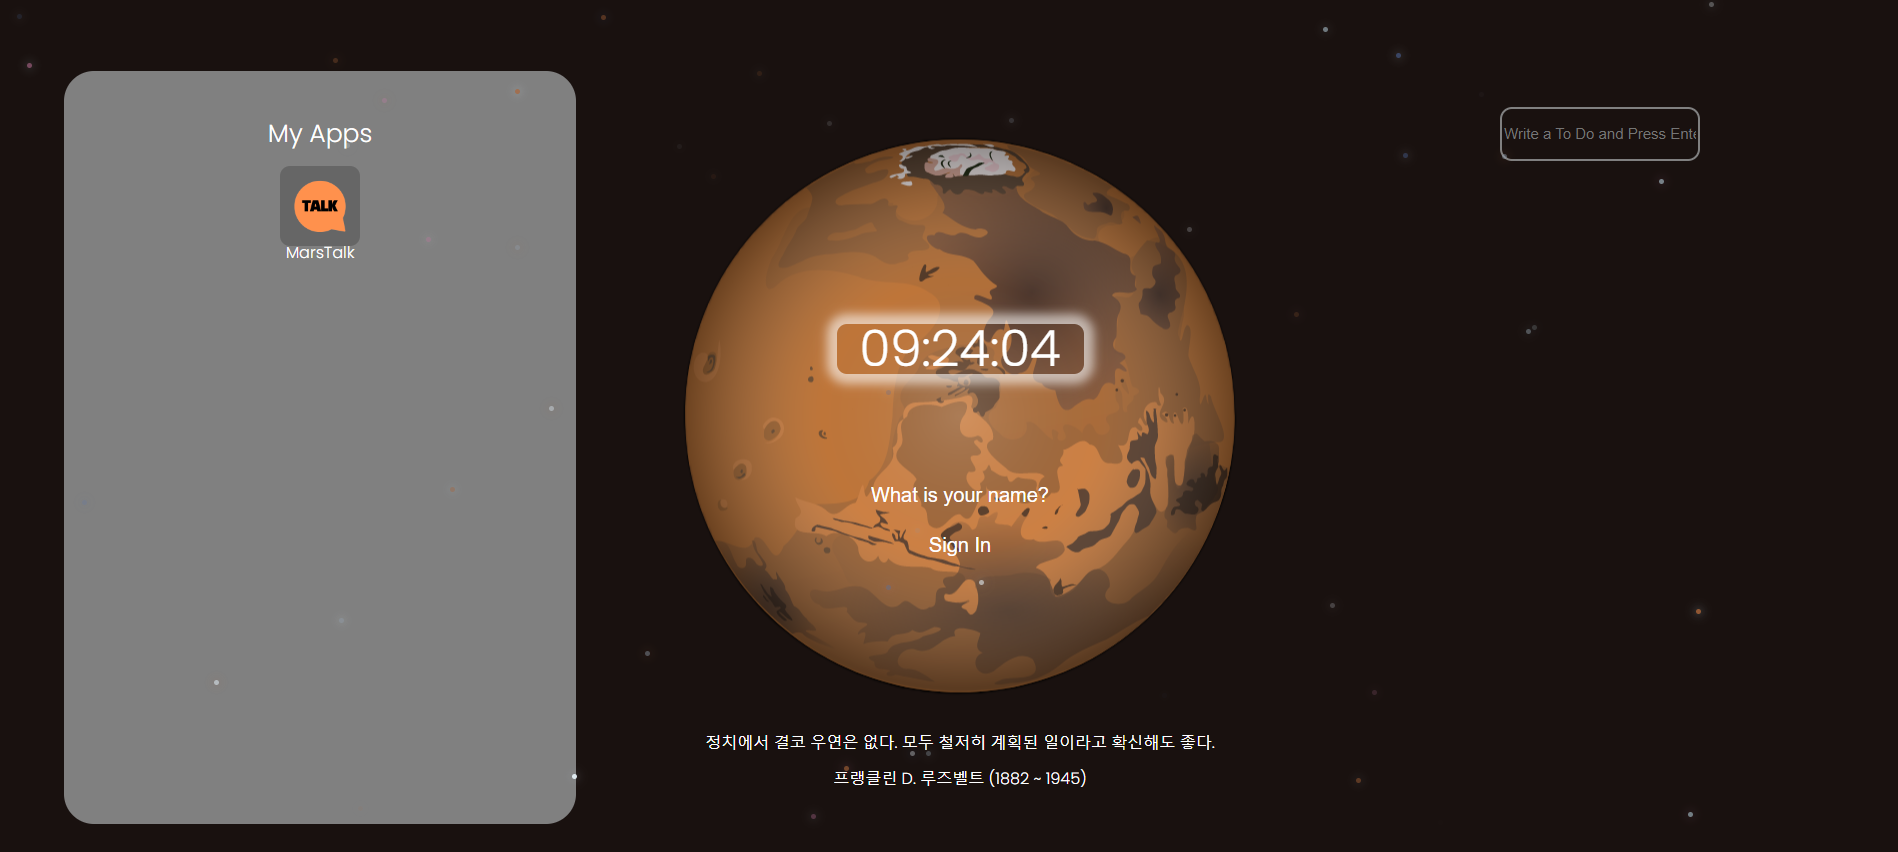 My Apps
TALK
MarsTalk
09:24:04
What is your name?
Sign In
정치에서 결코 우연은 없다. 모두 철저히 계획된 일이라고 확신해도 좋다.
프랭클린 D. 루즈벨트 (1882 ~ 1945)
Write a To Do and Press Ente